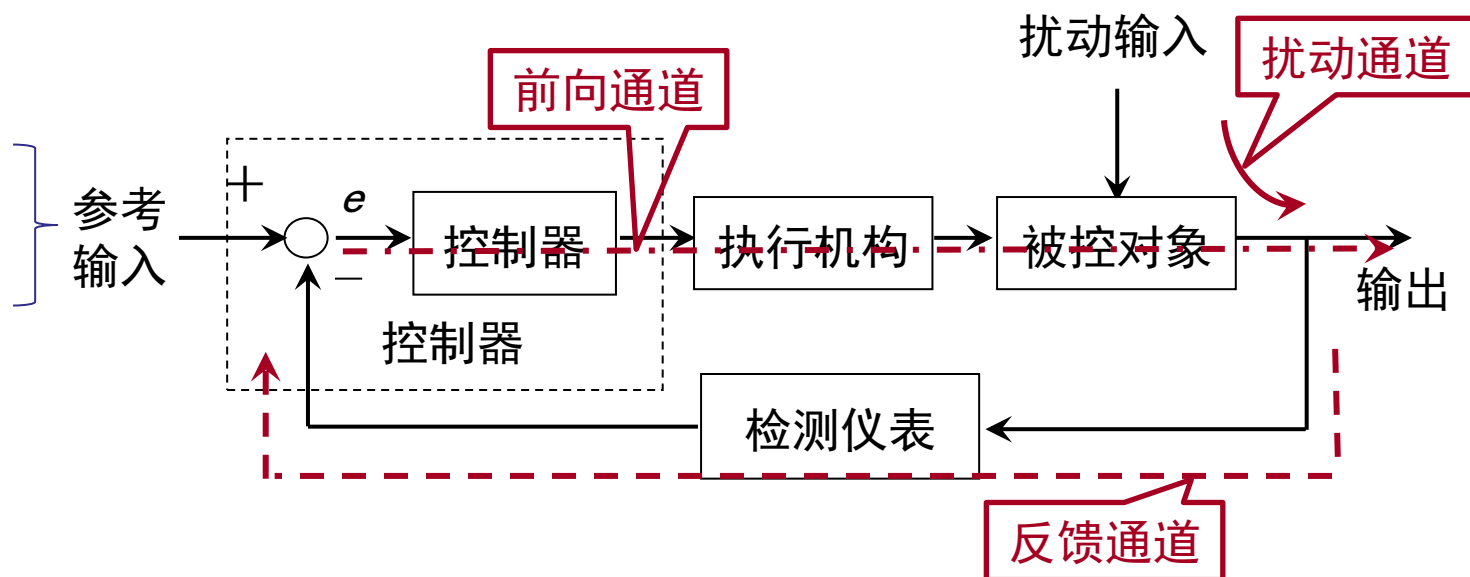 扰动输入
扰动通道
前向通道
+
e
参考
输入
控制器
执行机构
被控对象
−
输出
控制器
检测仪表
反馈通道